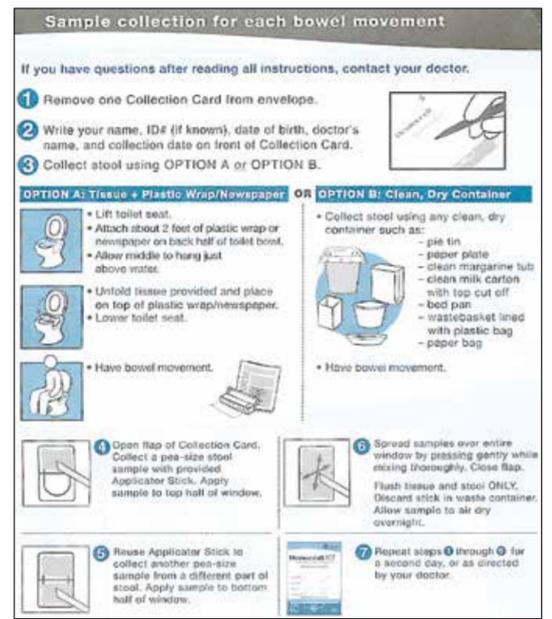 Sample collection for each bowel movement
If you have questions after reading all instructions, contact your doctor.
1 Remove one Collection Card from envelope.
2 Write your name, ID# (if known), date of birth, doctor's
name, and collection date on front of Collection Card.
3 Collect stool using OPTION A or OPTION B.
OPTION A: Tissue + Plastic Wrap/Newspaper OR OPTION B: Clean, Dry Container
• Lift toilet seat.
• Attach about 2 feet of plastic wrap or
newspaper on back half of toilet bowl.
• Allow middle to hang just
above water.
• Unfold tissue provided and place
on top of plastic wrap/newspaper.
• Lower toilet seat.
• Have bowel movement.
• Collect stool using any clean, dry
container such as:
– pie tin
– paper plate
– clean margarine tub
– clean milk carton
with top cut off
– bed pan
– wastebasket lined
with plastic bag
– paper bag
• Have bowel movement.
4 Open flap of Collection Card.
Collect a pea-size stool
sample with provided
Applicator Stick. Apply
sample to top half of window.
5 Reuse Applicator Stick to
collect another pea-size
sample from a different part of
stool. Apply sample to bottom
half of window.
6 Spread samples over entire
window by pressing gently while
mixing thoroughly. Close flap.
Flush tissue and stool ONLY.
Discard stick in waste container.
Allow sample to air dry
overnight.
7 Repeat steps 1 through 6 for
a second day, or as directed
by your doctor.